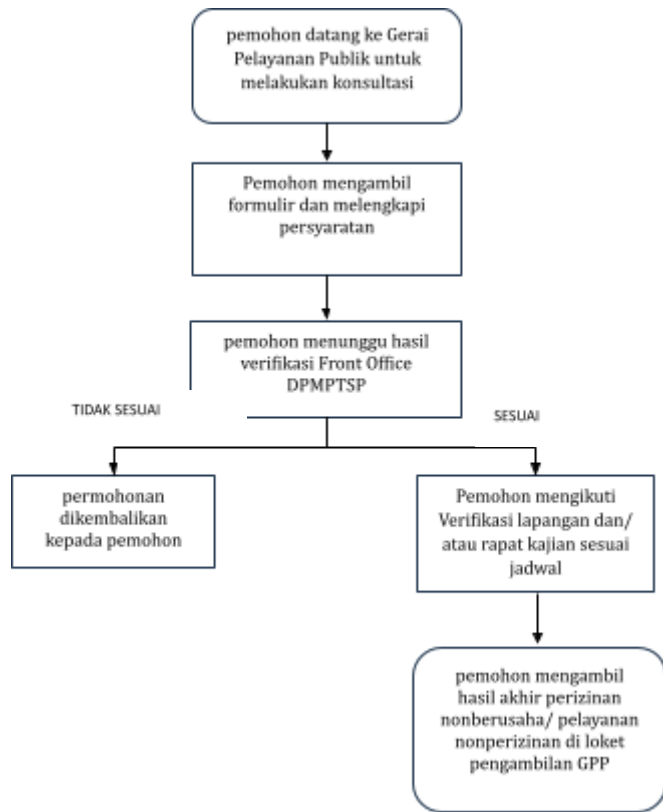 pemohon datang ke Gerai
Pelayanan Publik untuk
melakukan konsultasi
Pemohon mengambil
formulir dan melengkapi
persyaratan
pemohon menunggu hasil
verifikasi Front Office
DPMPTSP
TIDAK SESUAI
SESUAI
permohonan
dikembalikan
kepada pemohon
Pemohon mengikuti
Verifikasi lapangan dan/
atau rapat kajian sesuai
jadwal
pemohon mengambil
hasil akhir perizinan
nonberusaha/ pelayanan
nonperizinan di loket
pengambilan GPP